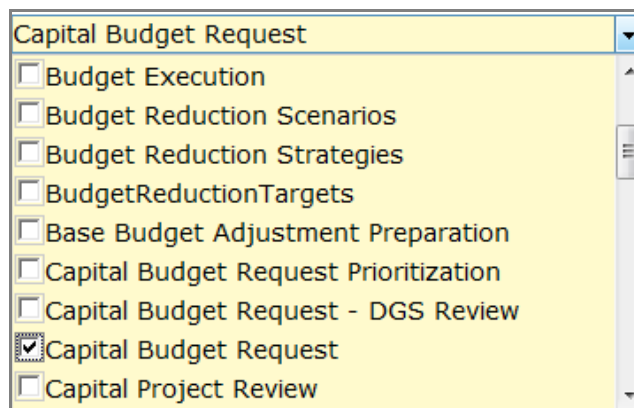 Capital Budget Request
Budget Execution
Budget Reduction Scenarios
Budget Reduction Strategies
BudgetReductionTargets
Base Budget Adjustment Preparation
Capital Budget Request Prioritization
Capital Budget Request - DGS Review
Capital Budget Request
Capital Project Review